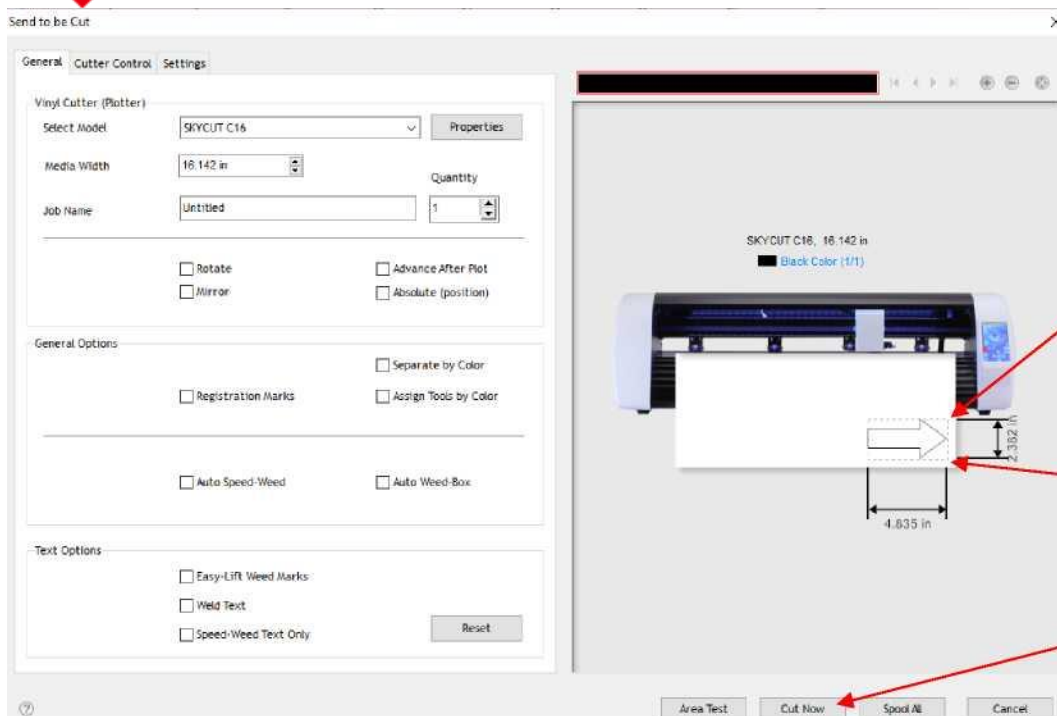 Send to be Cut
General Cutter Control Settings
Vinyl Cutter (Plotter)
Select Model SKYCUT C16 Properties
Media Width 16.142 in
Quantity
Job Name Untitled 1
Rotate Advance After Plot
Mirror Absolute (position)
General Options
Separate by Color
Registration Marks Assign Tools by Color
Auto Speed-Weed Auto Weed-Box
Text Options
Easy-Lift Weed Marks
Weld Text
Speed-Weed Text Only Reset
SKYCUT C16, 16.142 in
Black Color (1/1)
2.382 in
4.835 in
Area Test Cut Now Spool All Cancel